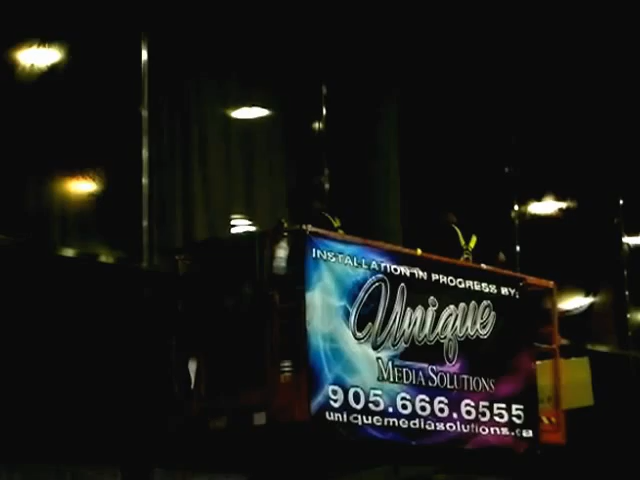 INSTALLATION IN PROGRESS BY:
Unique
MEDIA SOLUTIONS
905.666.6555
uniquemediasolutions.ca